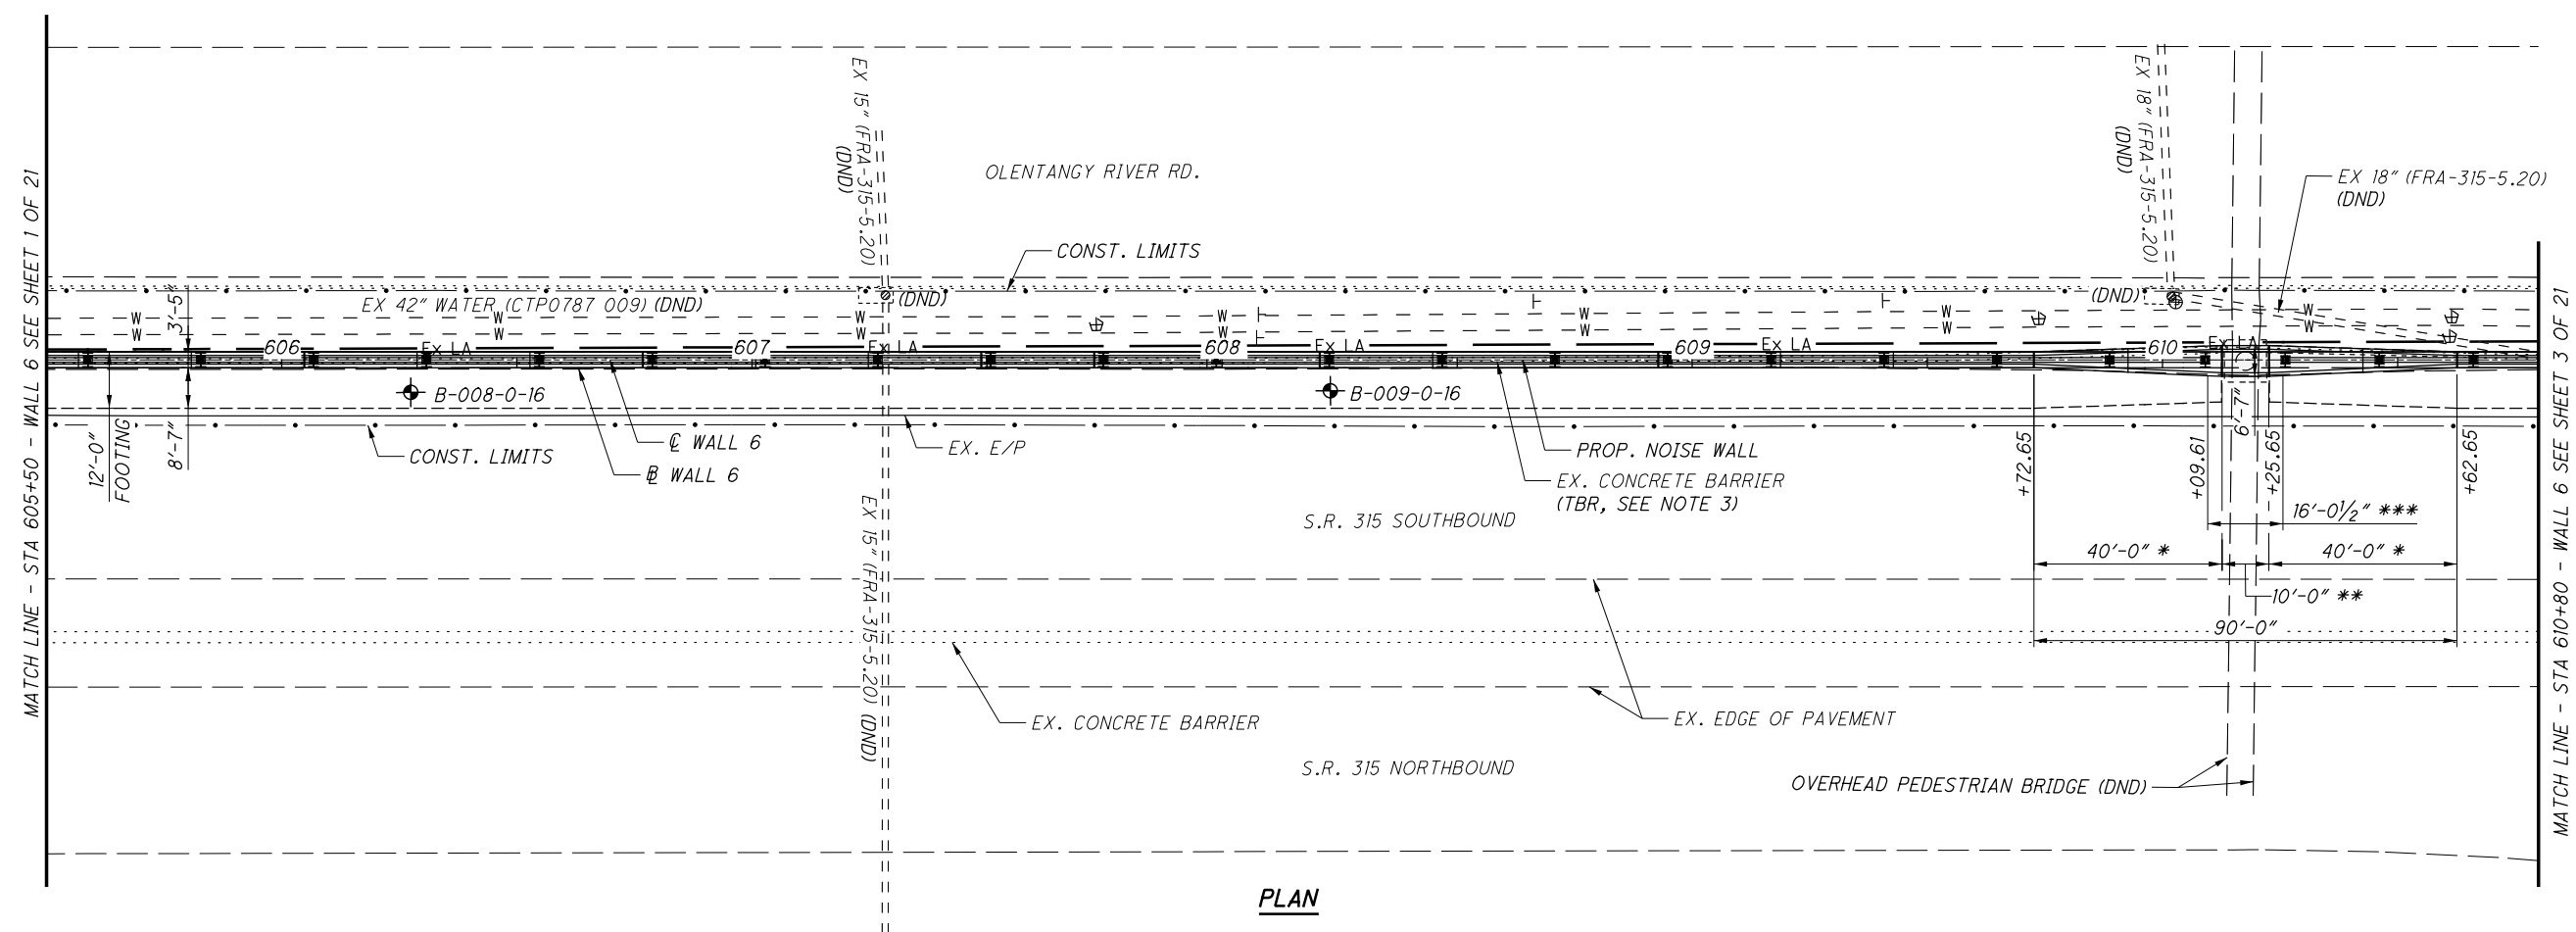 MATCH LINE - STA 605+50 - WALL 6 SEE SHEET 1 OF 21
EX 15" (FRA-315-5.20)
(DND)
OLENTANGY RIVER RD.
EX 18" (FRA-315-5.20)
(DND)
EX 18" (FRA-315-5.20)
(DND)
CONST. LIMITS
EX 42" WATER (CTP0787 009) (DND)
(DND)
(DND)
W W W W W W W
W W W W W W W
3'-5"
606 607 608 609 610
Ex LA Ex LA Ex LA Ex LA Ex LA
B-008-0-16
B-009-0-16
12'-0"
FOOTING
8'-7"
CONST. LIMITS
℄ WALL 6
B WALL 6
EX. E/P
PROP. NOISE WALL
EX. CONCRETE BARRIER
(TBR, SEE NOTE 3)
+72.65
+09.61
6'-7"
+25.65
+62.65
16'-0½" ***
40'-0" *
40'-0" *
10'-0" **
90'-0"
S.R. 315 SOUTHBOUND
EX 15" (FRA-315-5.20) (DND)
EX. CONCRETE BARRIER
EX. EDGE OF PAVEMENT
S.R. 315 NORTHBOUND
OVERHEAD PEDESTRIAN BRIDGE (DND)
MATCH LINE - STA 610+80 - WALL 6 SEE SHEET 3 OF 21
PLAN